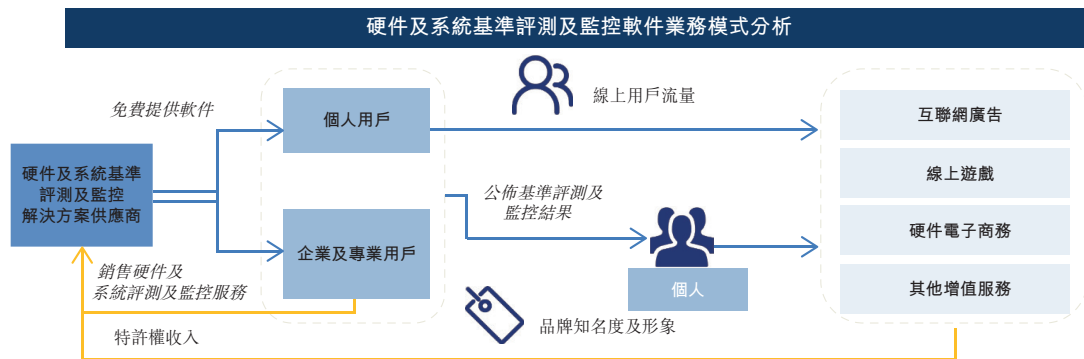 硬件及系統基準評測及監控軟件業務模式分析
免費提供軟件
個人用戶
線上用戶流量
互聯網廣告
硬件及系統基準
評測及監控
解決方案供應商
線上遊戲
公佈基準評測及
監控結果
硬件電子商務
企業及專業用戶
銷售硬件及
系統評測及監控服務
個人
其他增值服務
特許權收入
品牌知名度及形象